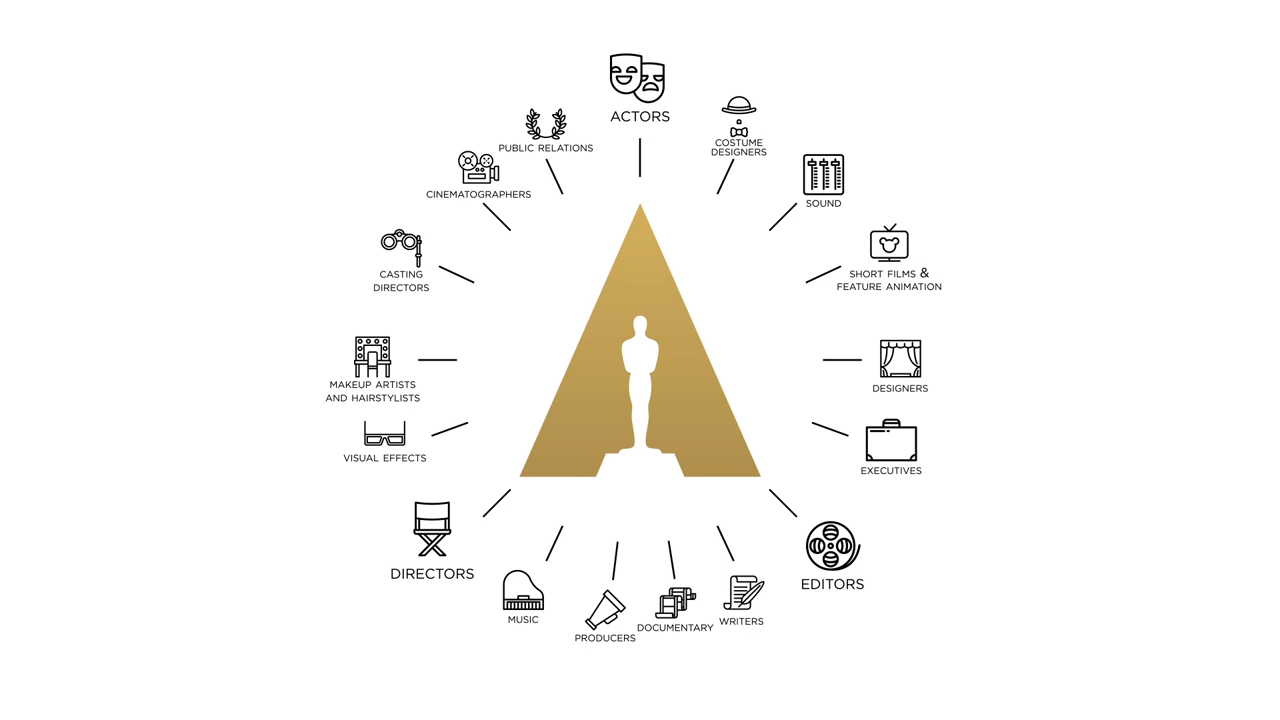 ACTORS
COSTUME
DESIGNERS
PUBLIC RELATIONS
CINEMATOGRAPHERS
SOUND
CASTING
DIRECTORS
SHORT FILMS &
FEATURE ANIMATION
MAKEUP ARTISTS
AND HAIRSTYLISTS
DESIGNERS
VISUAL EFFECTS
EXECUTIVES
DIRECTORS
EDITORS
MUSIC
PRODUCERS
DOCUMENTARY
WRITERS